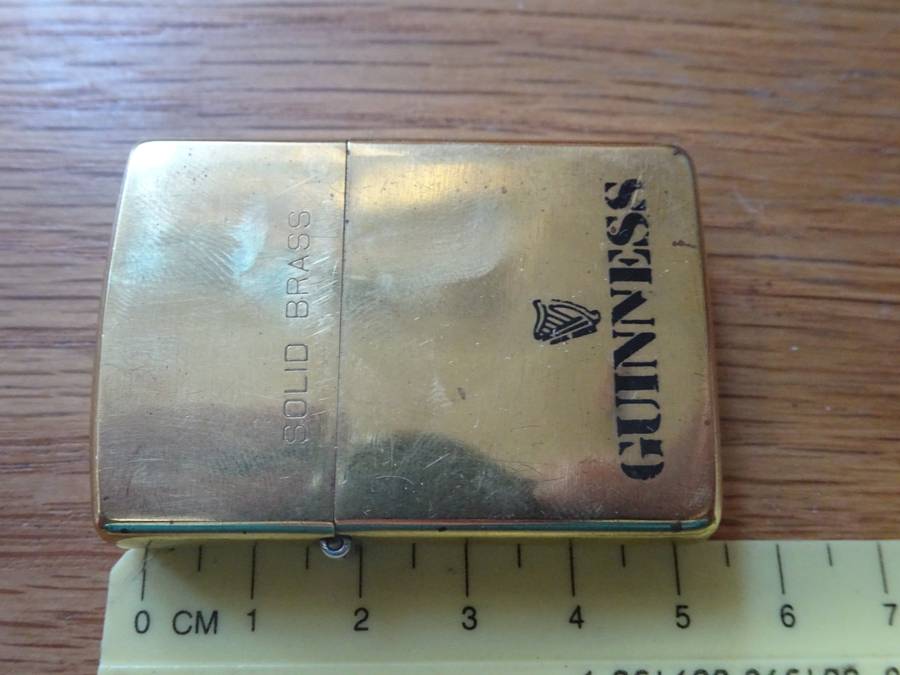 SOLID BRASS
GUINNESS
0 CM 1 2 3 4 5 6 7